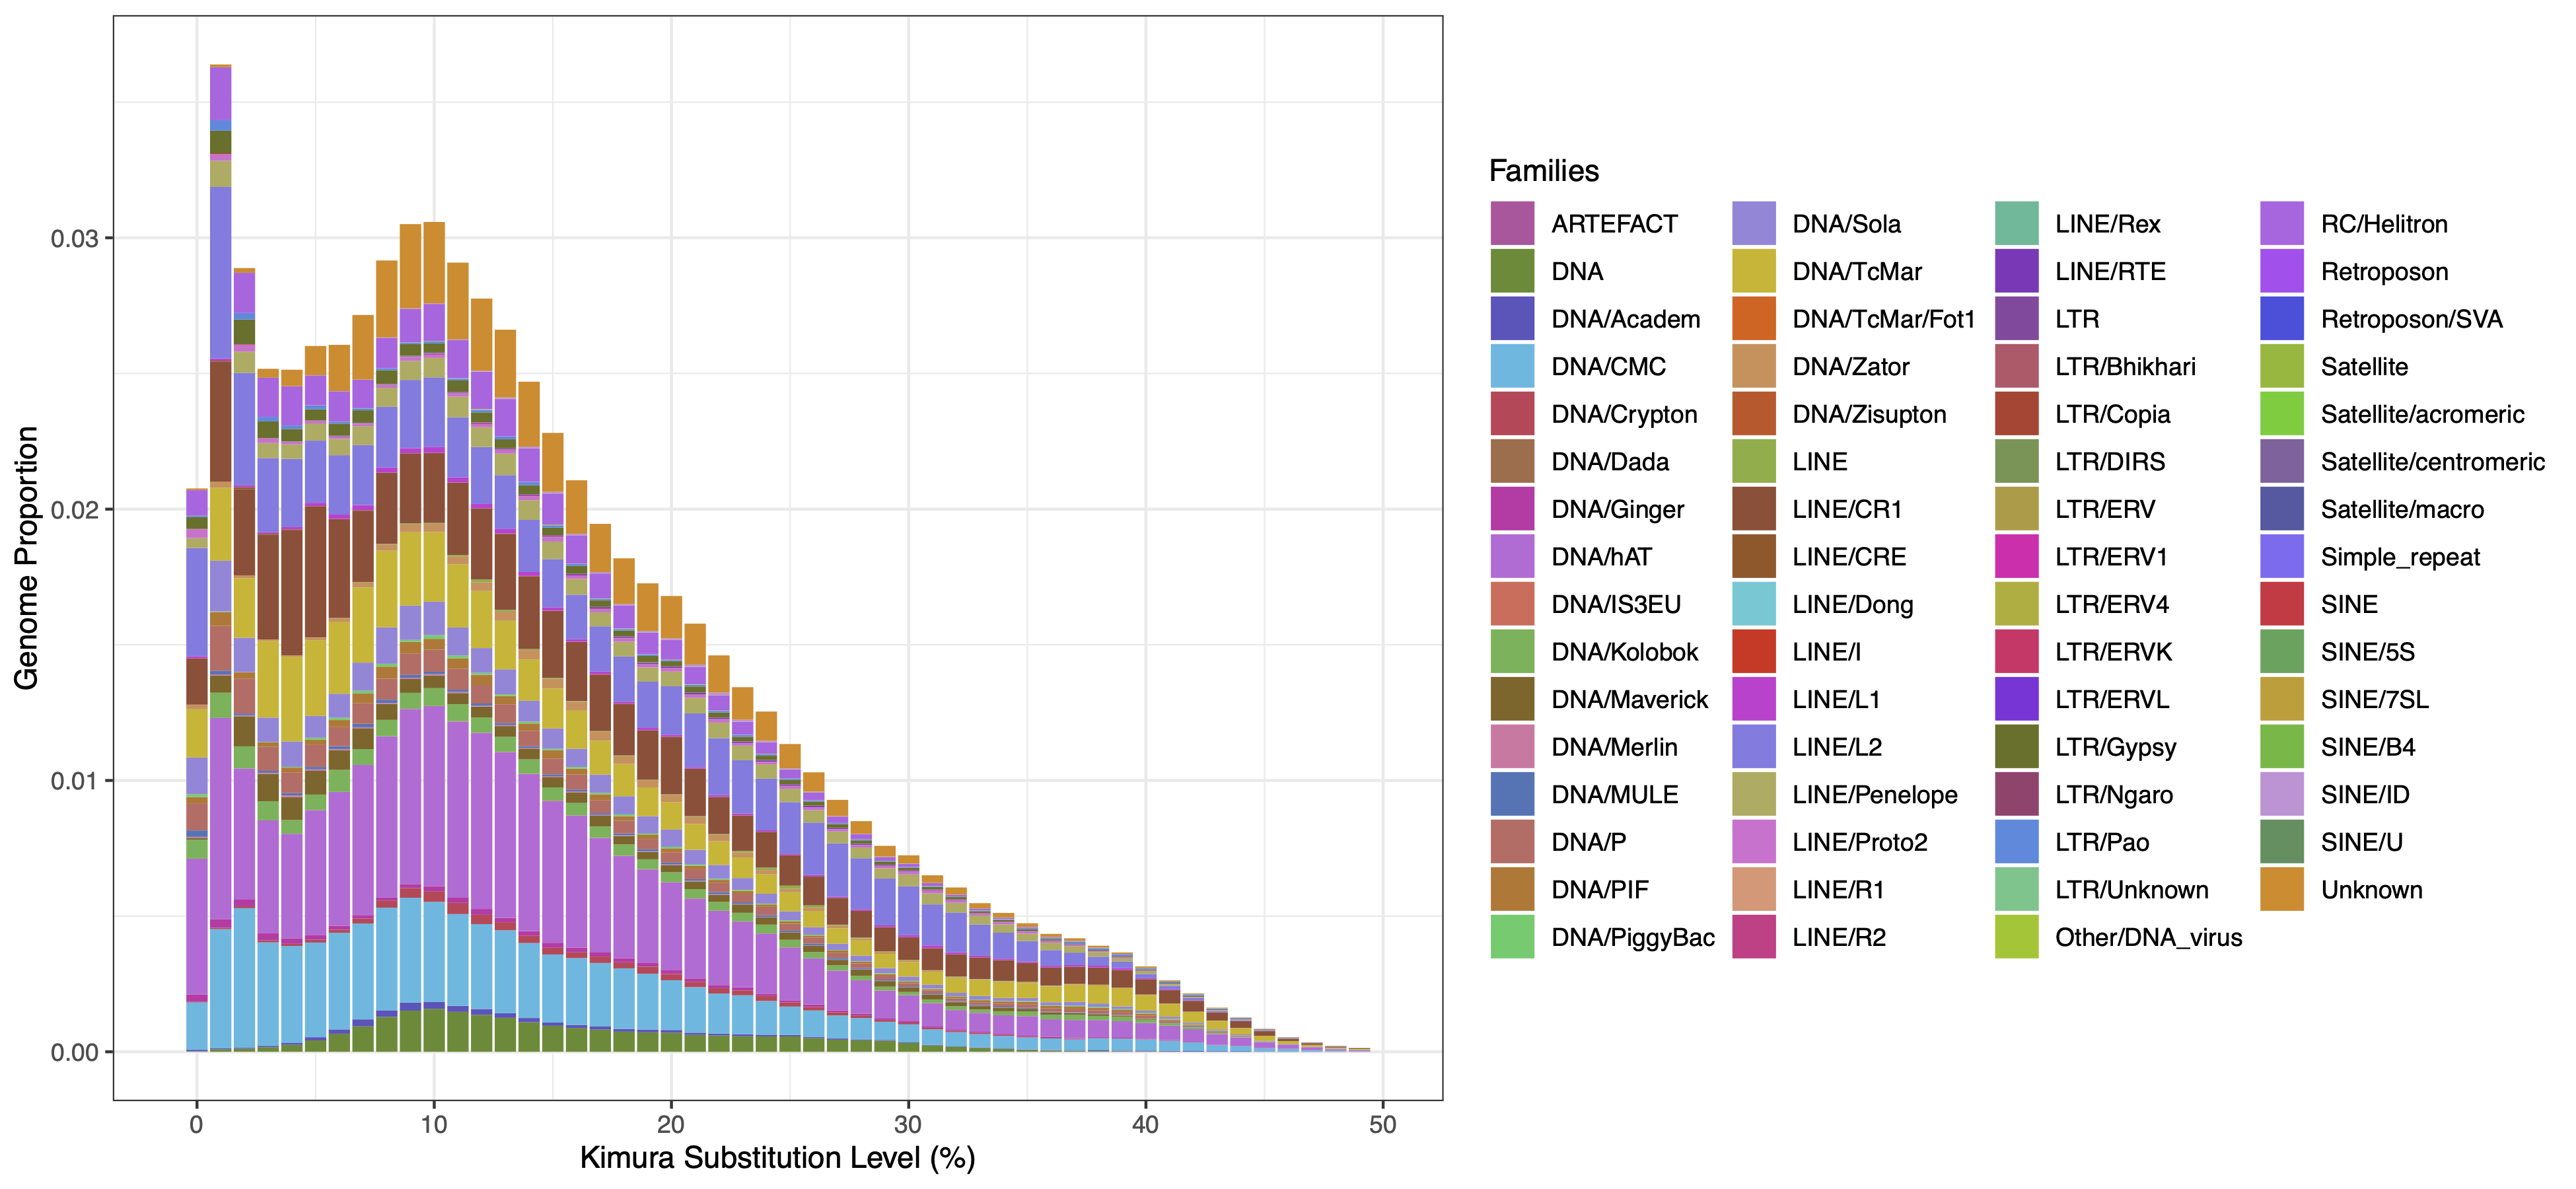 Genome Proportion
0.03
0.02
0.01
0.00
0 10 20 30 40 50
Kimura Substitution Level (%)
Families
ARTEFACT
DNA
DNA/Academ
DNA/CMC
DNA/Crypton
DNA/Dada
DNA/Ginger
DNA/hAT
DNA/IS3EU
DNA/Kolobok
DNA/Maverick
DNA/Merlin
DNA/MULE
DNA/P
DNA/PIF
DNA/PiggyBac
DNA/Sola
DNA/TcMar
DNA/TcMar/Fot1
DNA/Zator
DNA/Zisupton
LINE
LINE/CR1
LINE/CRE
LINE/Dong
LINE/I
LINE/L1
LINE/L2
LINE/Penelope
LINE/Proto2
LINE/R1
LINE/R2
LINE/Rex
LINE/RTE
LTR
LTR/Bhikhari
LTR/Copia
LTR/DIRS
LTR/ERV
LTR/ERV1
LTR/ERV4
LTR/ERVK
LTR/ERVL
LTR/Gypsy
LTR/Ngaro
LTR/Pao
LTR/Unknown
Other/DNA_virus
RC/Helitron
Retroposon
Retroposon/SVA
Satellite
Satellite/acromeric
Satellite/centromeric
Satellite/macro
Simple_repeat
SINE
SINE/5S
SINE/7SL
SINE/B4
SINE/ID
SINE/U
Unknown